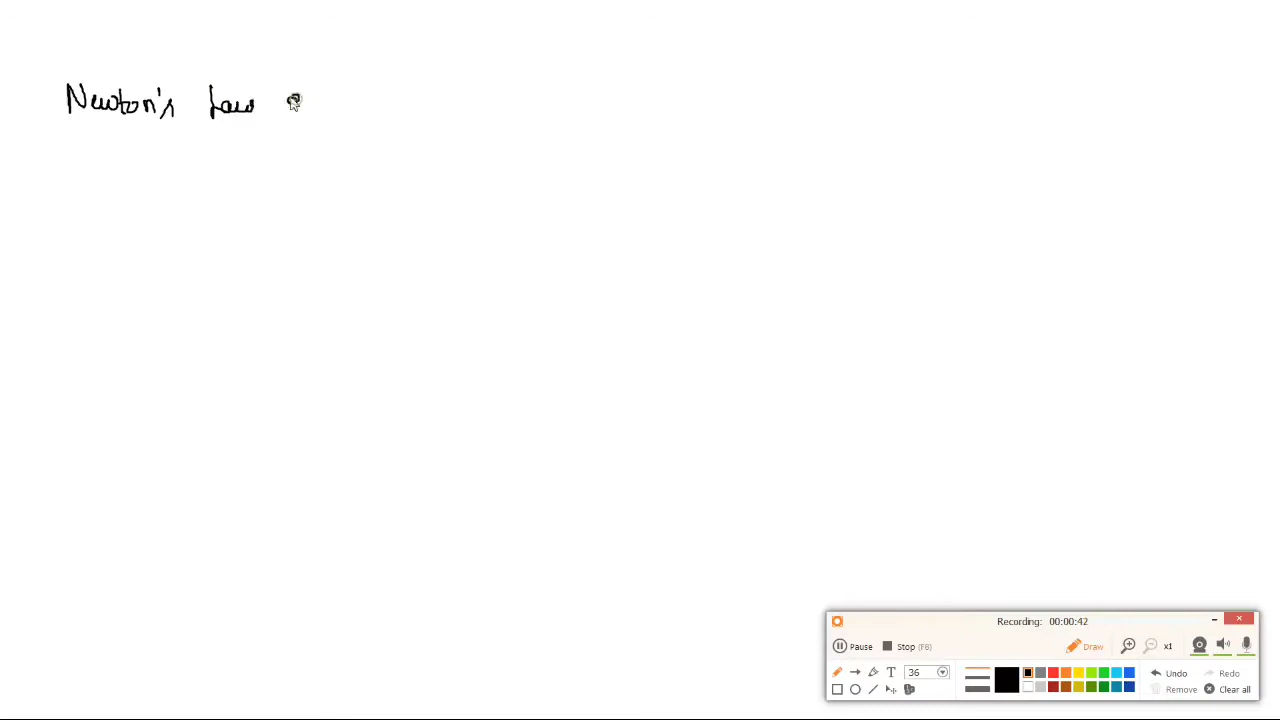 Newton's Law
Recording: 00:00:42
Pause Stop (F8) Draw x1
T 36 Undo Redo
Remove Clear all